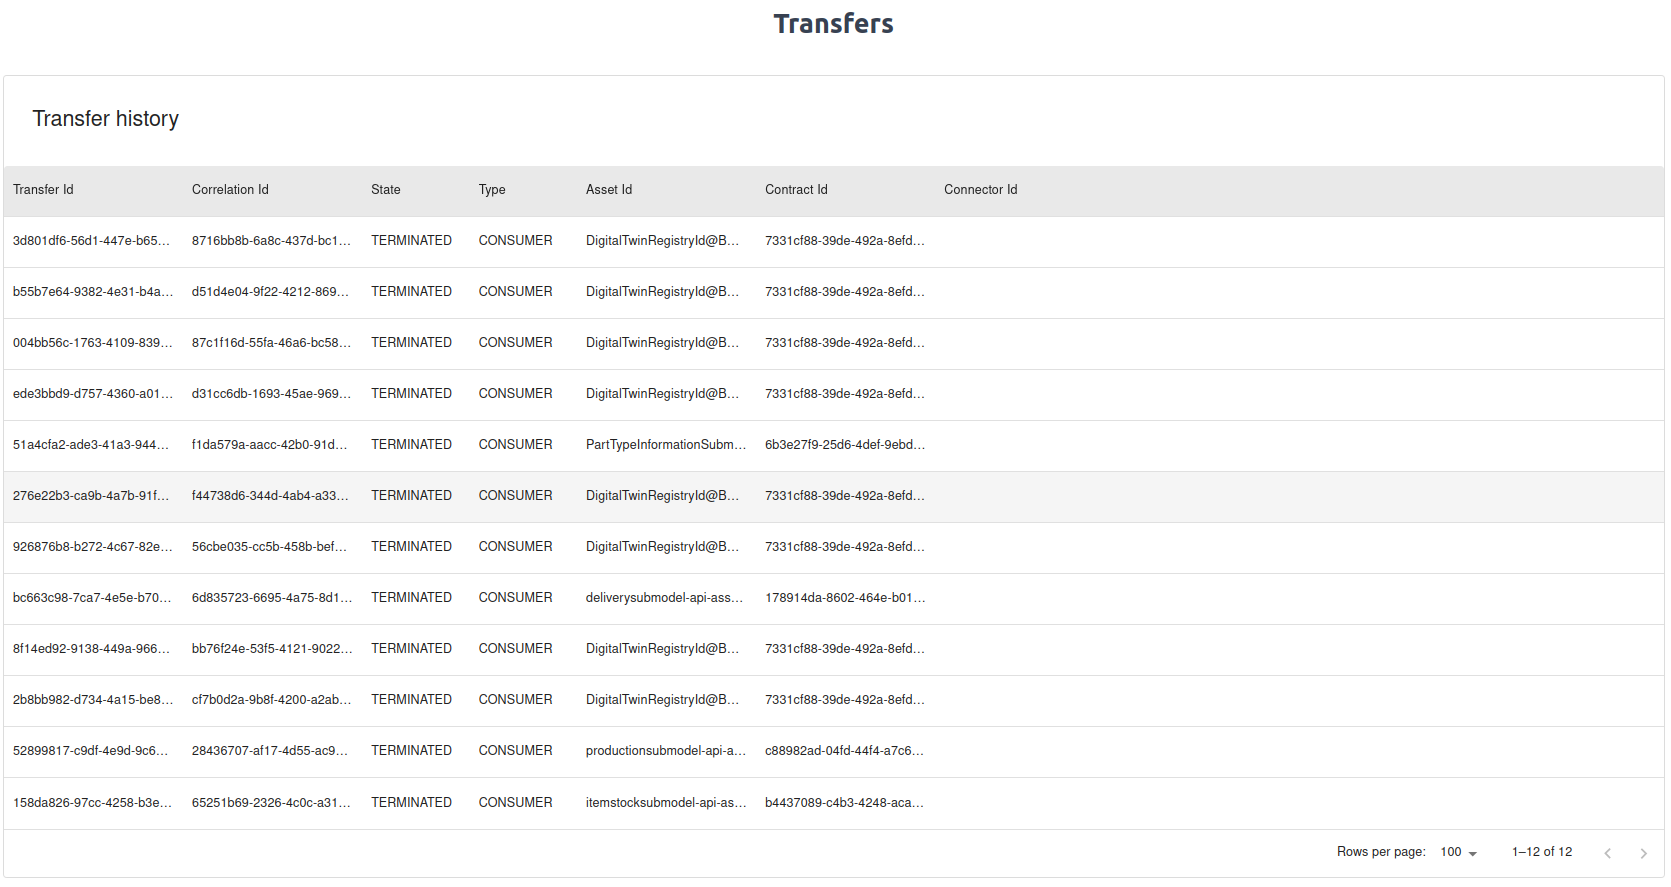 Transfers
Transfer history
Transfer Id Correlation Id State Type Asset Id Contract Id Connector Id
3d801df6-56d1-447e-b65... 8716bb8b-6a8c-437d-bc1... TERMINATED CONSUMER DigitalTwinRegistryId@B... 7331cf88-39de-492a-8efd...
b55b7e64-9382-4e31-b4a... d51d4e04-9f22-4212-869... TERMINATED CONSUMER DigitalTwinRegistryId@B... 7331cf88-39de-492a-8efd...
004bb56c-1763-4109-839... 87c1f16d-55fa-46a6-bc58... TERMINATED CONSUMER DigitalTwinRegistryId@B... 7331cf88-39de-492a-8efd...
ede3bbd9-d757-4360-a01... d31cc6db-1693-45ae-969... TERMINATED CONSUMER DigitalTwinRegistryId@B... 7331cf88-39de-492a-8efd...
51a4cfa2-ade3-41a3-944... f1da579a-aacc-42b0-91d... TERMINATED CONSUMER PartTypeInformationSubm... 6b3e27f9-25d6-4def-9ebd...
276e22b3-ca9b-4a7b-91f... f44738d6-344d-4ab4-a33... TERMINATED CONSUMER DigitalTwinRegistryId@B... 7331cf88-39de-492a-8efd...
926876b8-b272-4c67-82e... 56cbe035-cc5b-458b-bef... TERMINATED CONSUMER DigitalTwinRegistryId@B... 7331cf88-39de-492a-8efd...
bc663c98-7ca7-4e5e-b70... 6d835723-6695-4a75-8d1... TERMINATED CONSUMER deliverysubmodel-api-ass... 178914da-8602-464e-b01...
8f14ed92-9138-449a-966... bb76f24e-53f5-4121-9022... TERMINATED CONSUMER DigitalTwinRegistryId@B... 7331cf88-39de-492a-8efd...
2b8bb982-d734-4a15-be8... cf7b0d2a-9b8f-4200-a2ab... TERMINATED CONSUMER DigitalTwinRegistryId@B... 7331cf88-39de-492a-8efd...
52899817-c9df-4e9d-9c6... 28436707-af17-4d55-ac9... TERMINATED CONSUMER productionsubmodel-api-a... c88982ad-04fd-44f4-a7c6...
158da826-97cc-4258-b3e... 65251b69-2326-4c0c-a31... TERMINATED CONSUMER itemstocksubmodel-api-as... b4437089-c4b3-4248-aca...
Rows per page: 100 1–12 of 12